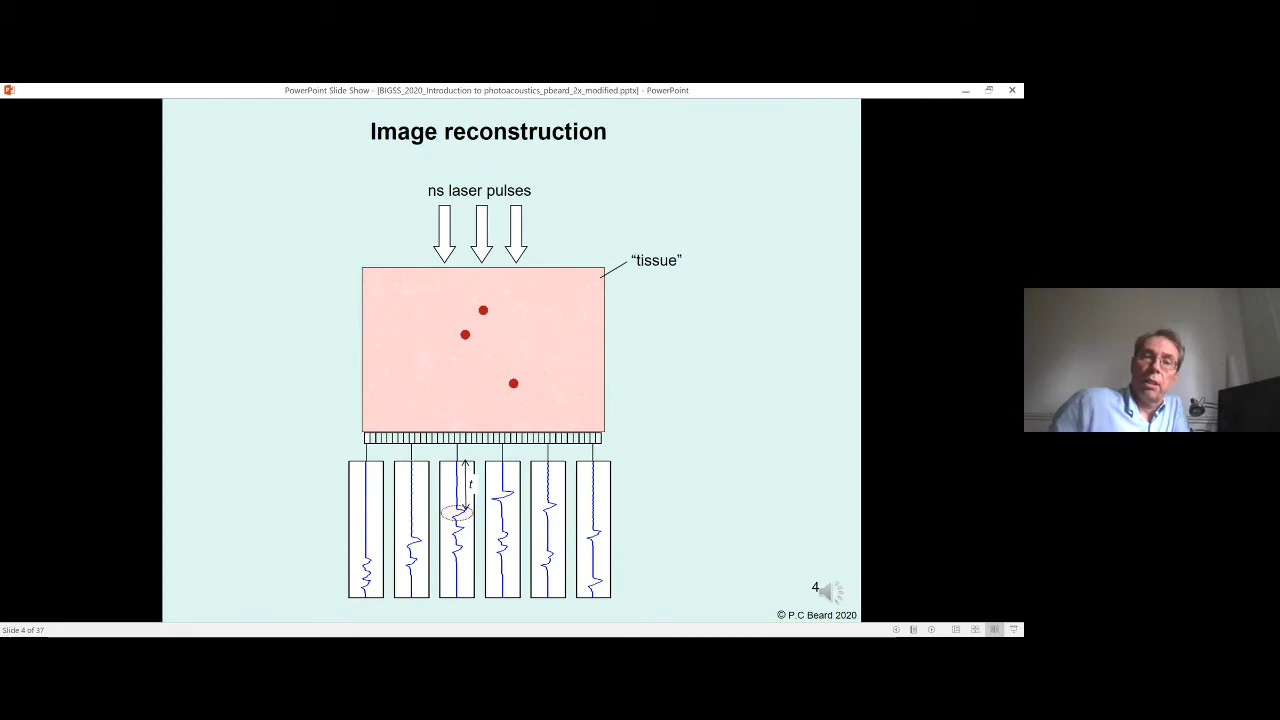 PowerPoint Slide Show - [BIGSS_2020_Introduction to photoacoustics_pbeard_2x_modified.pptx] - PowerPoint
Image reconstruction
ns laser pulses
“tissue”
t
4
© P.C Beard 2020
Slide 4 of 37